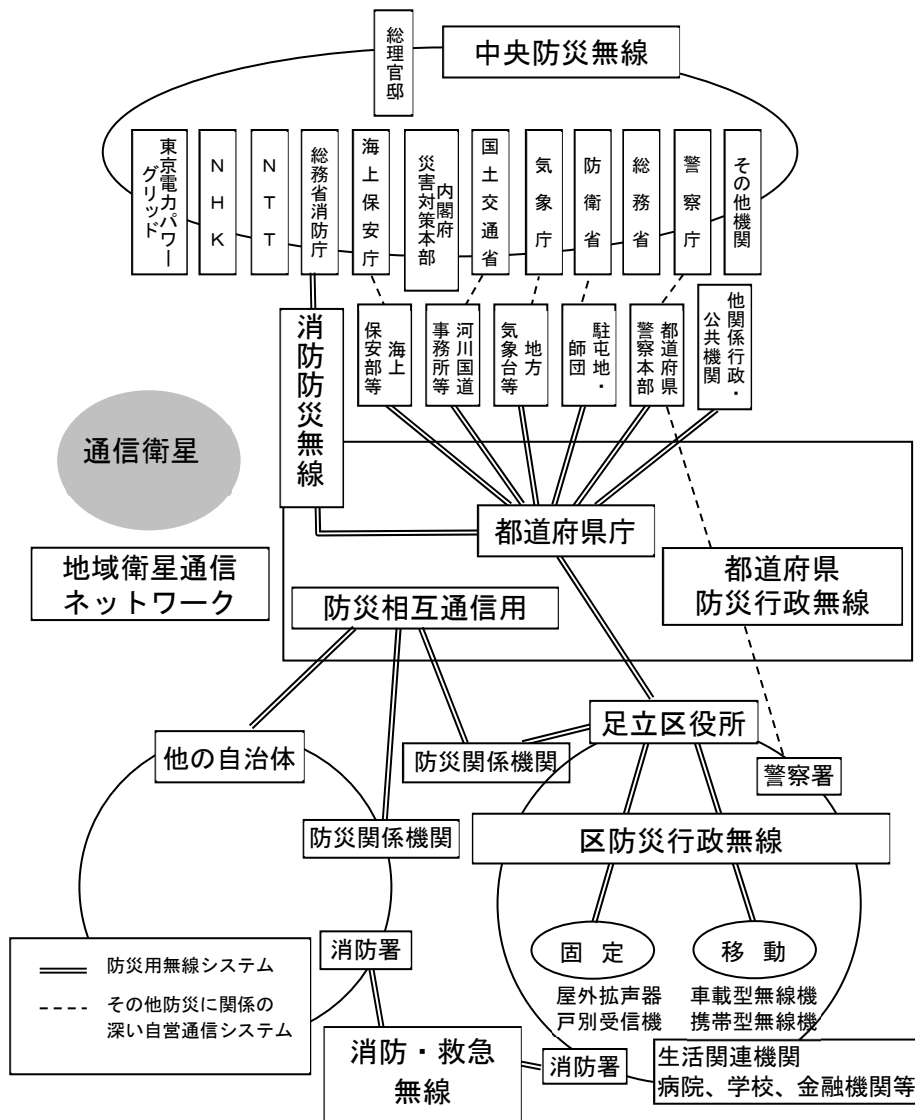 総理官邸
中央防災無線
東京電力パワー
グリッド
ＮＨＫ
ＮＴＴ
総務省消防庁
海上保安庁
内閣府
災害対策本部
国土交通省
気象庁
防衛省
総務省
警察庁
その他機関
消防防災無線
海上
保安部等
河川国道
事務所等
地方
気象台等
駐屯地・
師団
都道府県
警察本部
他関係行政・
公共機関
通信衛星
都道府県庁
地域衛星通信
ネットワーク
都道府県
防災行政無線
防災相互通信用
足立区役所
他の自治体
防災関係機関
警察署
防災関係機関
区防災行政無線
消防署
固　定
移　動
防災用無線システム
その他防災に関係の
深い自営通信システム
屋外拡声器
戸別受信機
車載型無線機
携帯型無線機
消防・救急
無線
消防署
生活関連機関
病院、学校、金融機関等